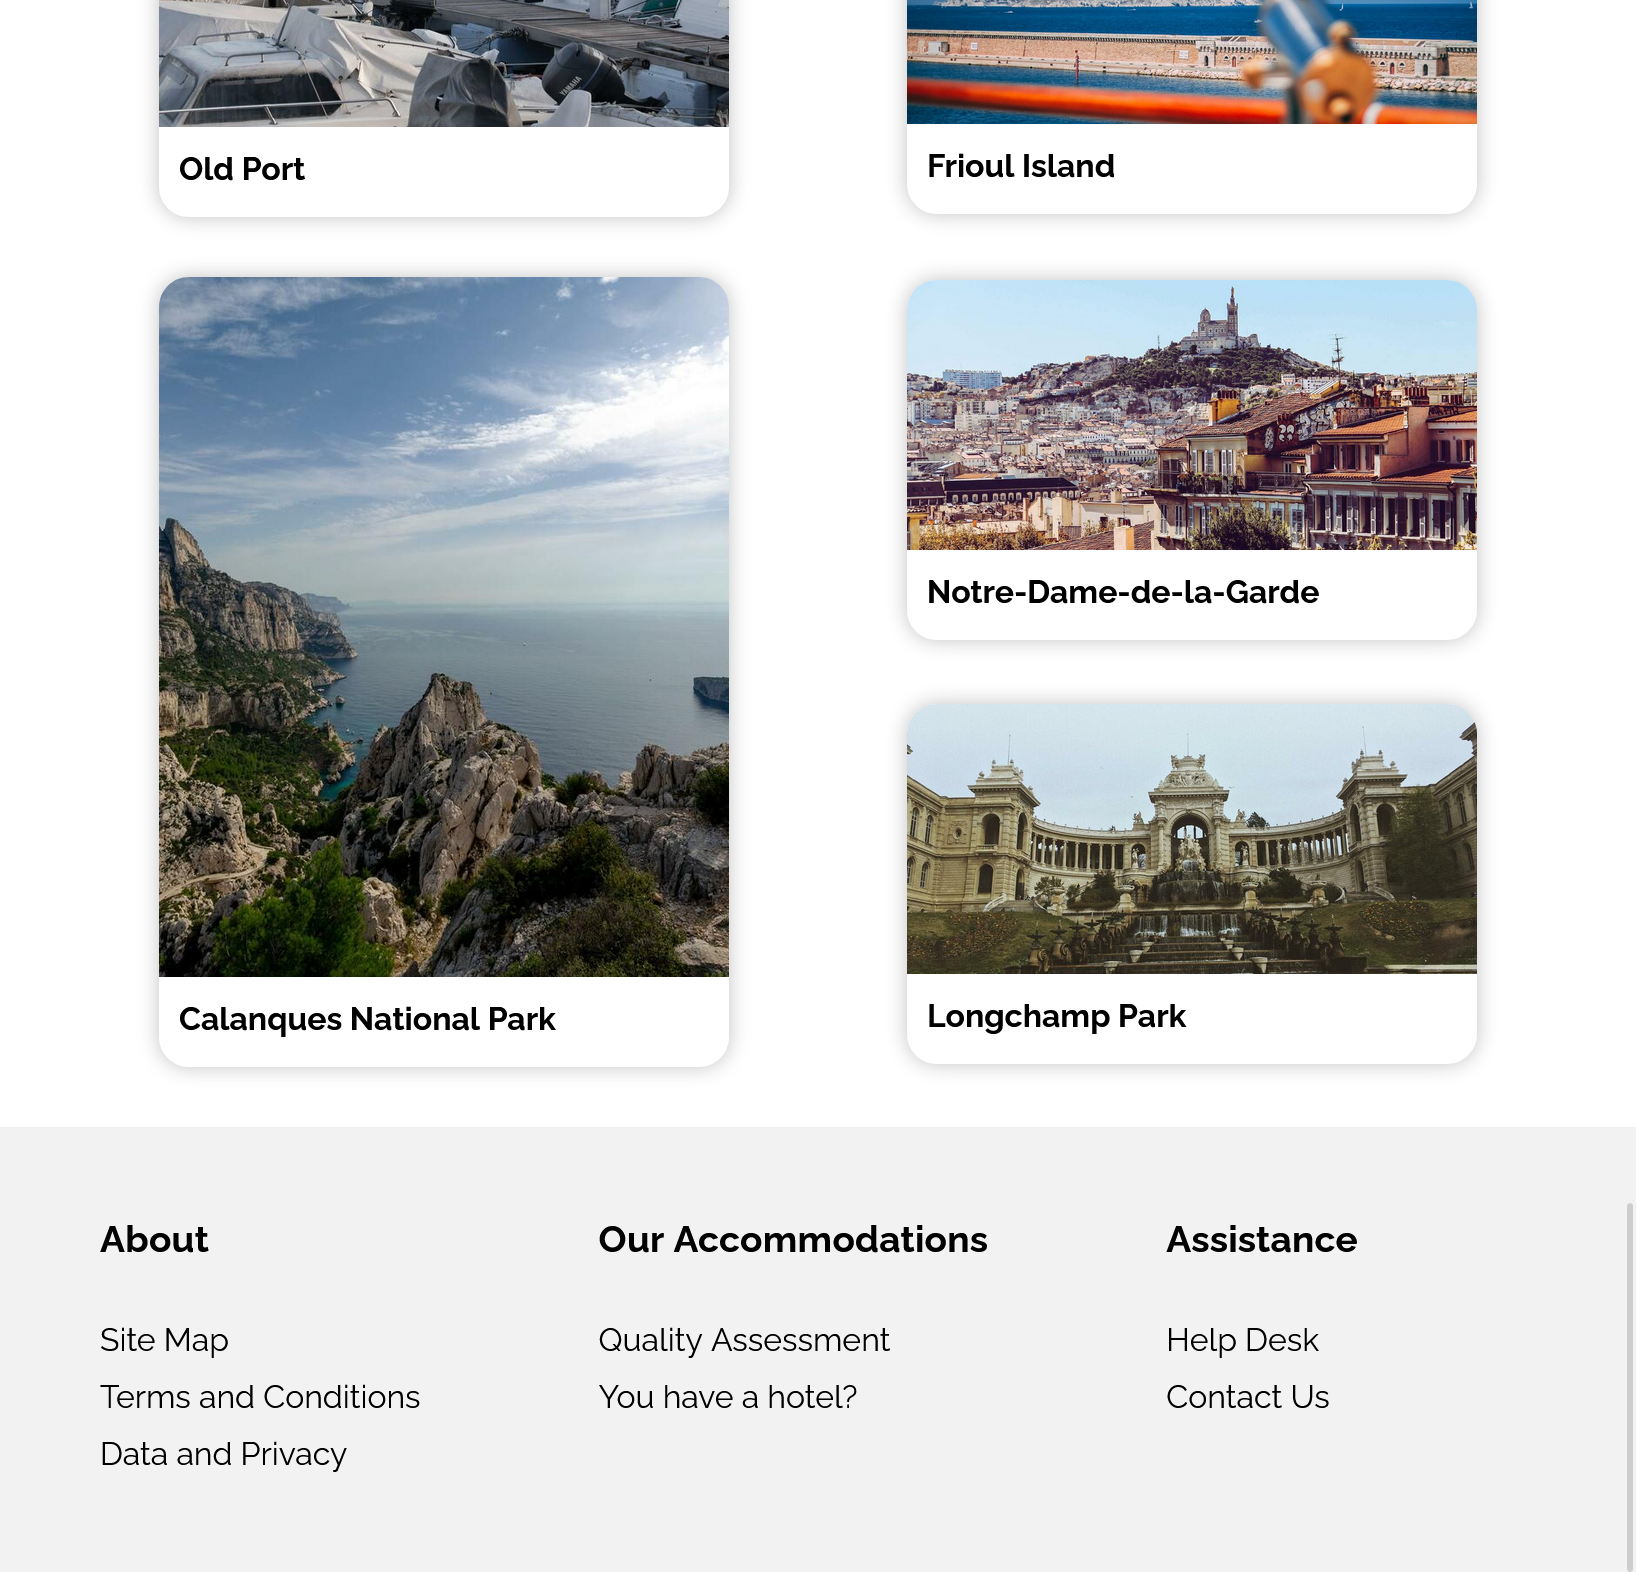 YAMAHA
Old Port
Frioul Island
Calanques National Park
Notre-Dame-de-la-Garde
Longchamp Park
About
Site Map
Terms and Conditions
Data and Privacy
Our Accommodations
Quality Assessment
You have a hotel?
Assistance
Help Desk
Contact Us